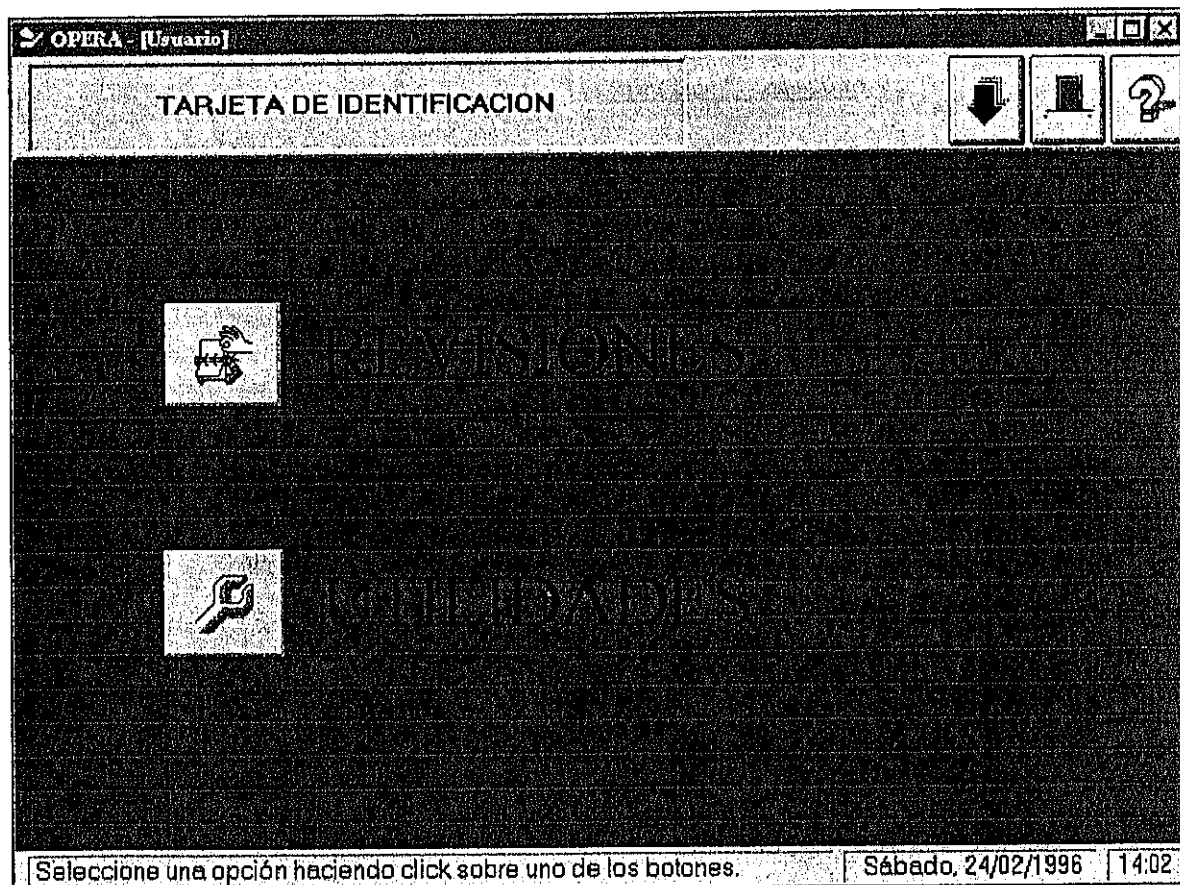 OPERA - [Usuario]
TARJETA DE IDENTIFICACION
REVISIONES
UTILIDADES
Seleccione una opción haciendo click sobre uno de los botones.
Sábado, 24/02/1996
14:02